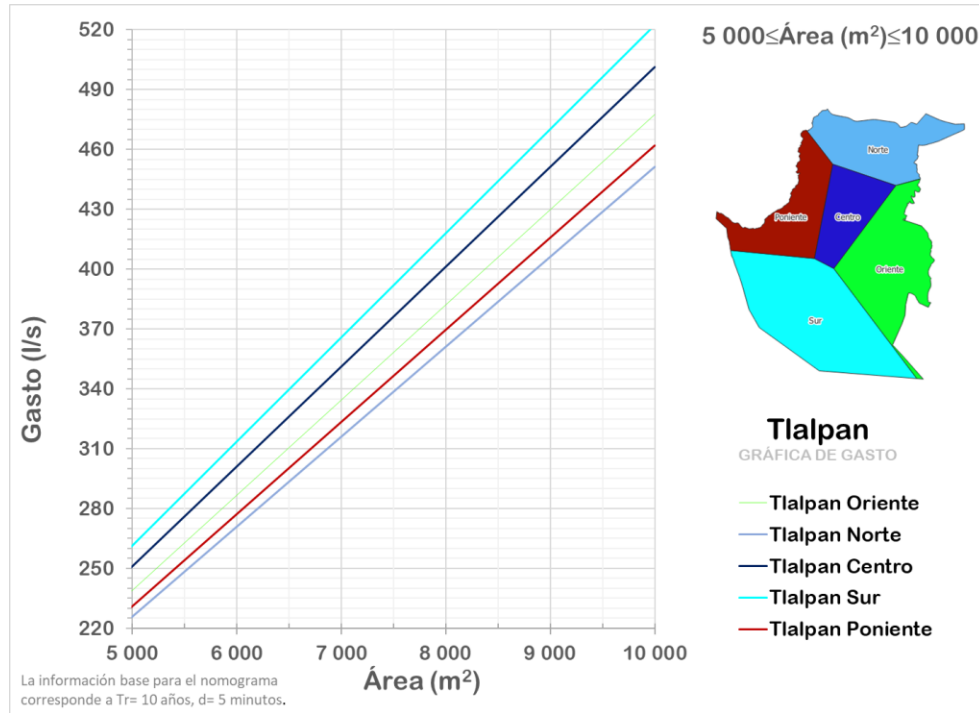 520
490
460
430
400
370
340
310
280
250
220
Gasto (l/s)
5 000
6 000
7 000
8 000
9 000
10 000
Área (m²)
La información base para el nomograma
corresponde a Tr= 10 años, d= 5 minutos.
5 000≤Área (m²)≤10 000
Norte
Poniente
Centro
Oriente
Sur
Tlalpan
GRÁFICA DE GASTO
Tlalpan Oriente
Tlalpan Norte
Tlalpan Centro
Tlalpan Sur
Tlalpan Poniente